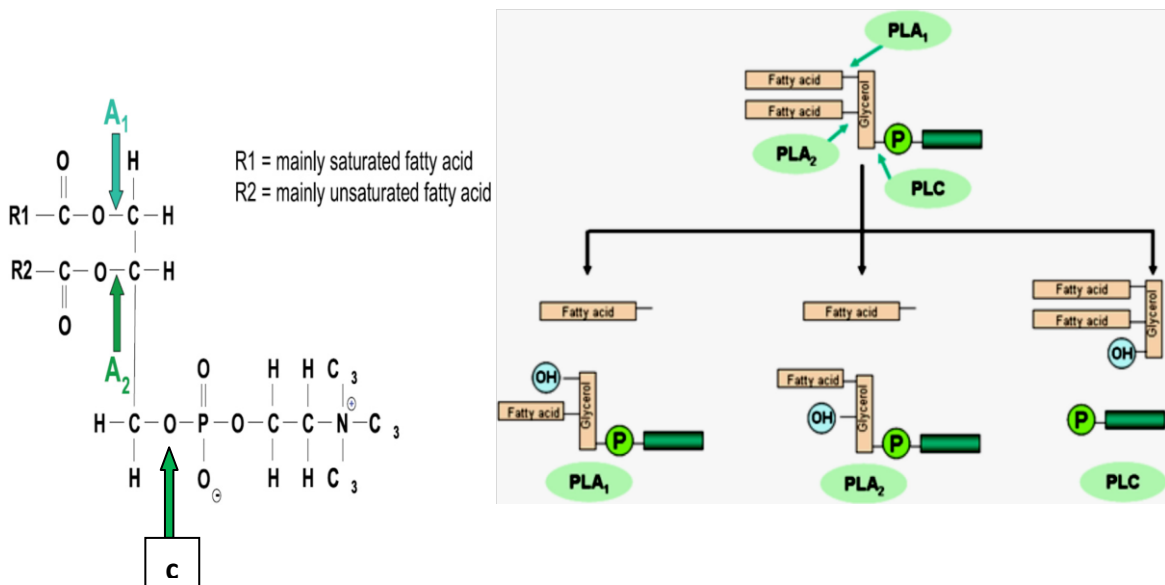 A1
O H
R1 = mainly saturated fatty acid
R2 = mainly unsaturated fatty acid
R1 C O C H
R2 C O C H
O
A2
O H H C 3
H C O P O C C N + C 3
H O - H H C 3
C
PLA1
Fatty acid
Fatty acid
Glycerol
P
PLA2
PLC
Fatty acid
OH
Fatty acid
Glycerol
P
PLA1
Fatty acid
Fatty acid
OH
Glycerol
P
PLA2
Fatty acid
Fatty acid
Glycerol
OH
P
PLC